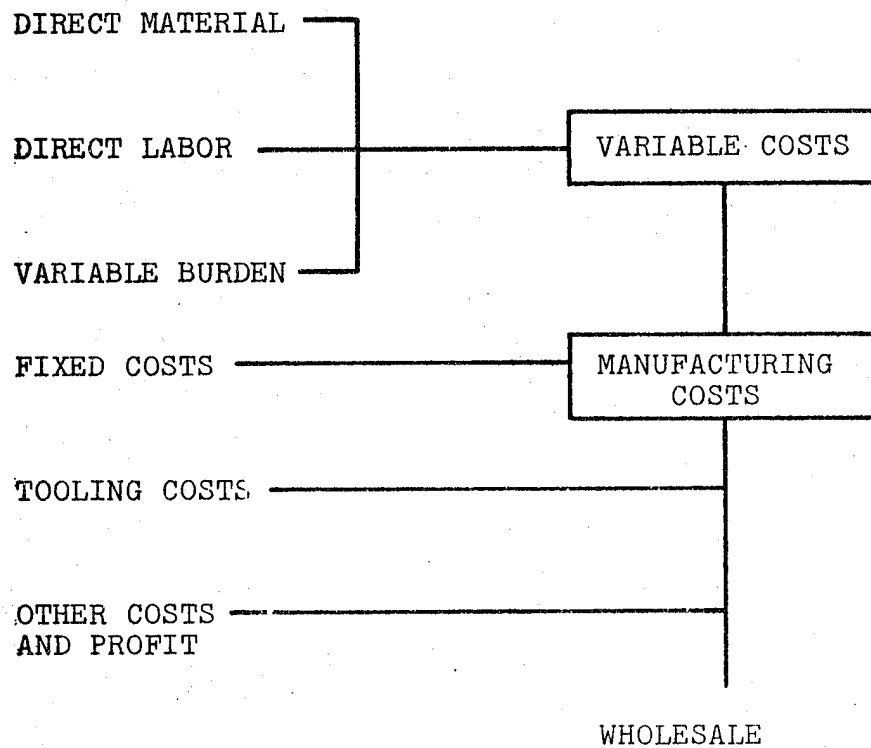 DIRECT MATERIAL
DIRECT LABOR
VARIABLE COSTS
VARIABLE BURDEN
FIXED COSTS
MANUFACTURING
COSTS
TOOLING COSTS
OTHER COSTS
AND PROFIT
WHOLESALE